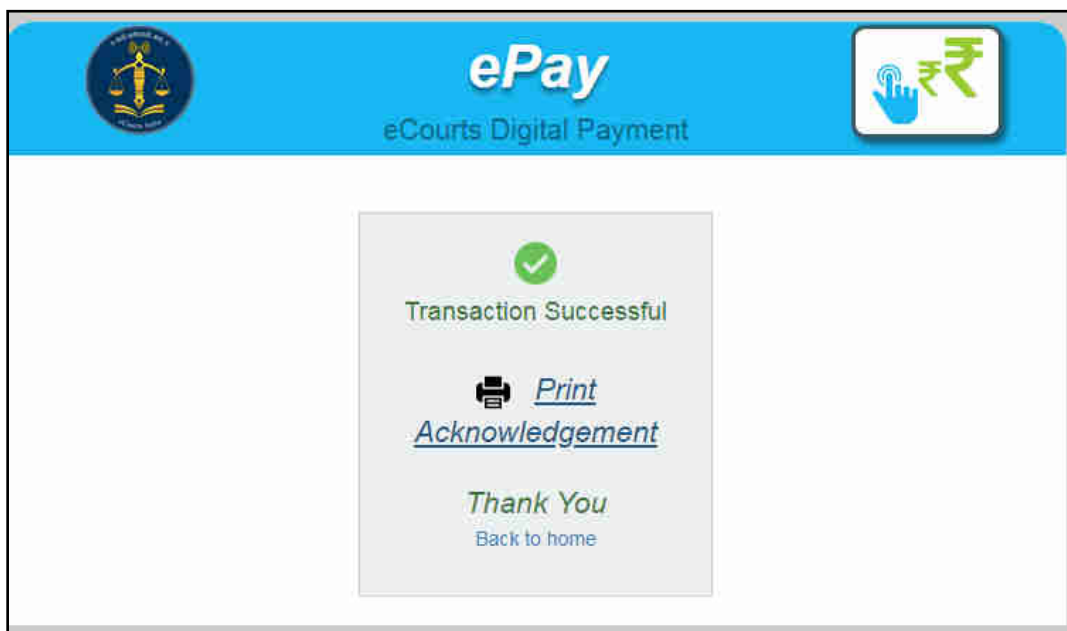 ePay
eCourts Digital Payment
₹₹
Transaction Successful
Print
Acknowledgement
Thank You
Back to home